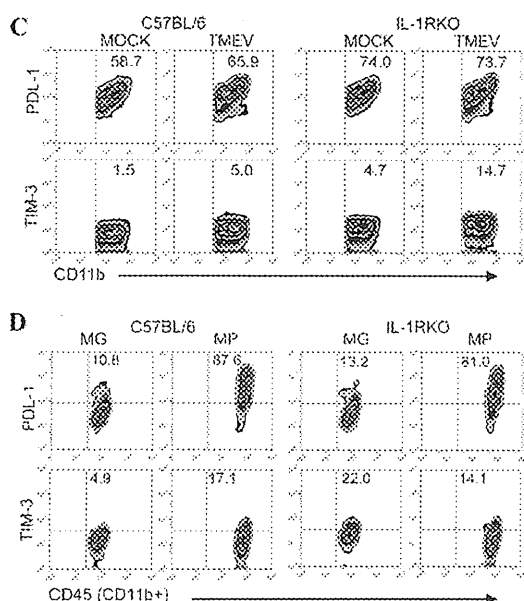 C
C57BL/6 IL-1RKO
MOCK TMEV MOCK TMEV
PDL-1 58.7 65.9 74.0 73.7
TIM-3 1.5 5.0 4.7 14.7
CD11b
D
C57BL/6 IL-1RKO
MG MP MG MP
PDL-1 10.8 87.6 13.2 81.0
TIM-3 4.9 17.1 22.0 14.1
CD45 (CD11b+)